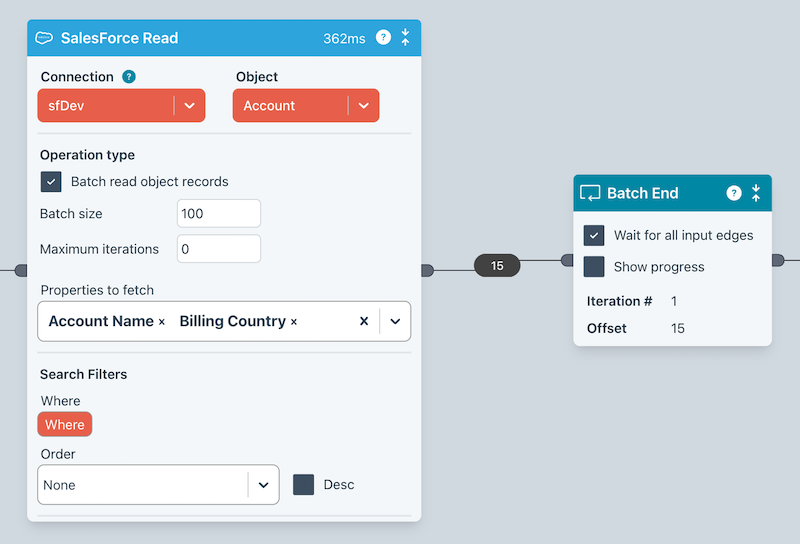 SalesForce Read 362ms ?
Connection ? Object
sfDev Account
Operation type
Batch read object records
Batch size 100
Maximum iterations 0
Properties to fetch
Account Name × Billing Country × ×
Search Filters
Where
Where
Order
None Desc
15
Batch End ?
Wait for all input edges
Show progress
Iteration # 1
Offset 15